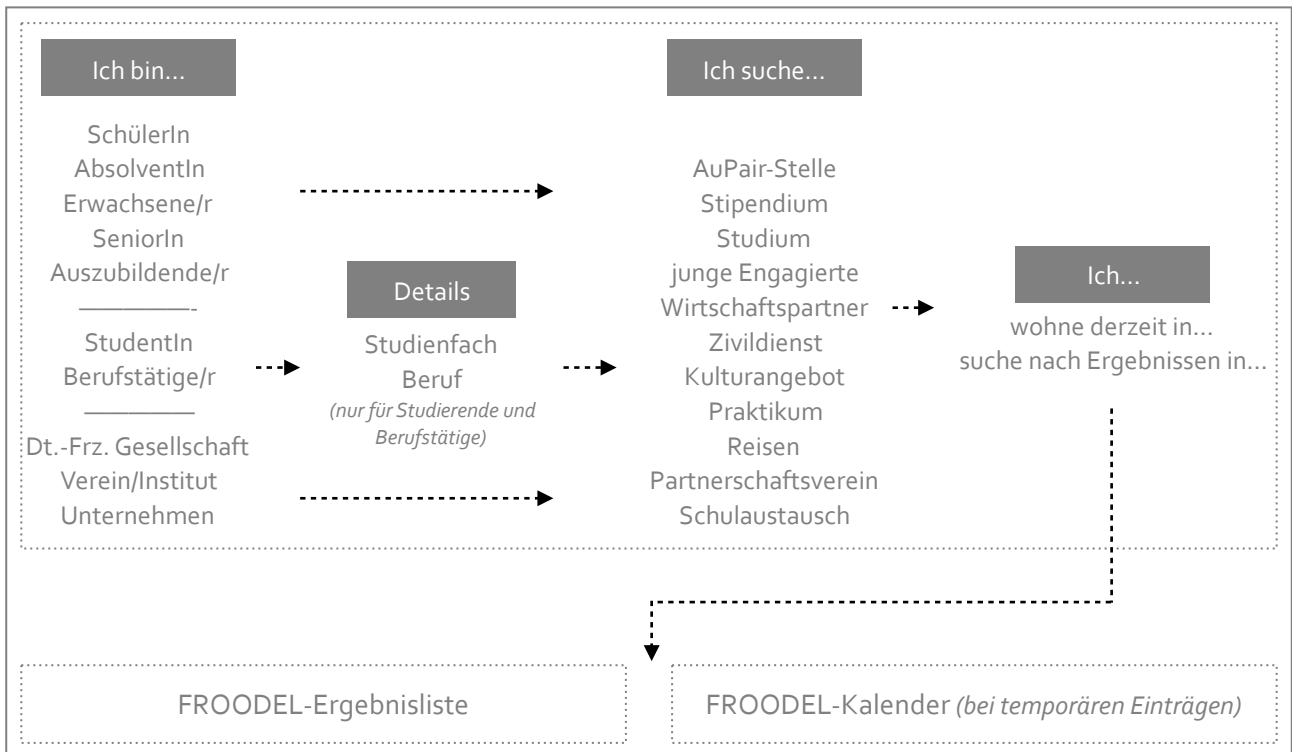 Ich bin...
SchülerIn
AbsolventIn
Erwachsene/r
SeniorIn
Auszubildende/r
———————-
StudentIn
Berufstätige/r
———————
Dt.-Frz. Gesellschaft
Verein/Institut
Unternehmen
Details
Studienfach
Beruf
(nur für Studierende und
Berufstätige)
Ich suche...
AuPair-Stelle
Stipendium
Studium
junge Engagierte
Wirtschaftspartner
Zivildienst
Kulturangebot
Praktikum
Reisen
Partnerschaftsverein
Schulaustausch
Ich...
wohne derzeit in...
suche nach Ergebnissen in...
FROODEL-Ergebnisliste
FROODEL-Kalender (bei temporären Einträgen)